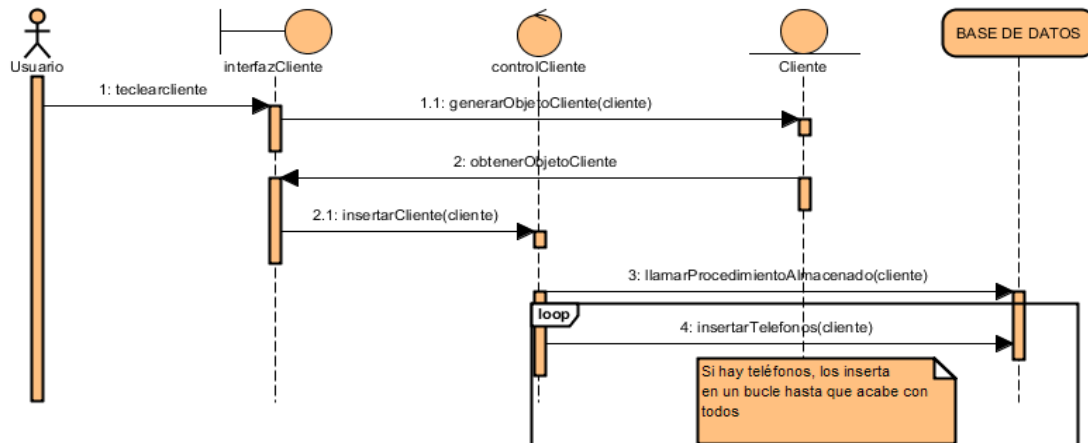 BASE DE DATOS
Usuario
interfazCliente
controlCliente
Cliente
1: teclearcliente
1.1: generarObjetoCliente(cliente)
2: obtenerObjetoCliente
2.1: insertarCliente(cliente)
3: llamarProcedimientoAlmacenado(cliente)
loop
4: insertarTelefonos(cliente)
Si hay teléfonos, los inserta
en un bucle hasta que acabe con
todos